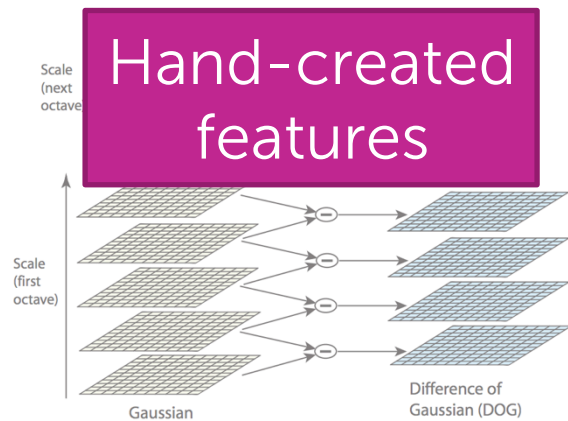 Hand-created
features
Scale
(next
octave
Scale
(first
octave)
Gaussian
Difference of
Gaussian (DOG)